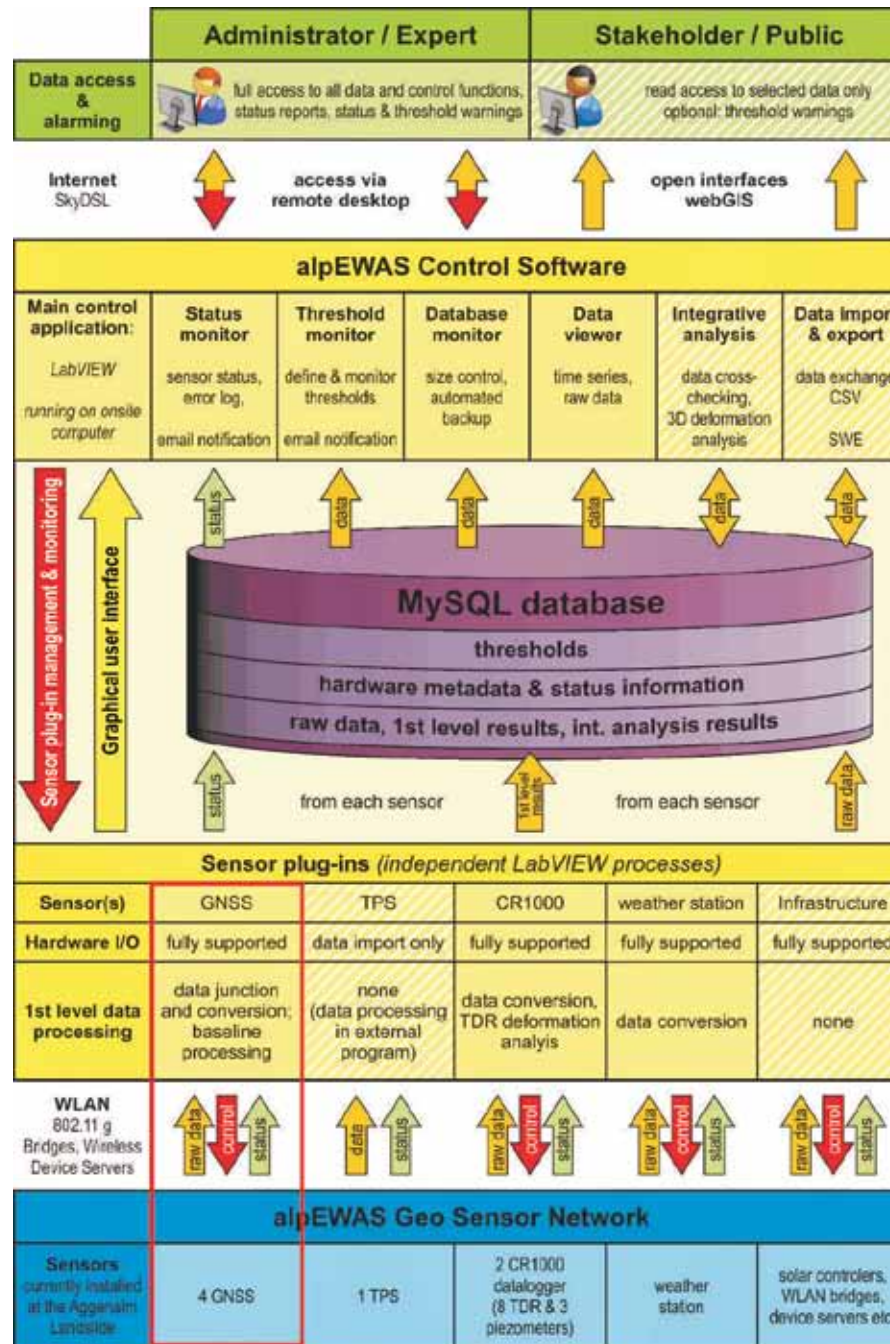 Administrator / Expert
Stakeholder / Public
Data access
&
alarming
full access to all data and control functions,
status reports, status & threshold warnings
read access to selected data only
optional: threshold warnings
Internet
SkyDSL
access via
remote desktop
open interfaces
webGIS
alpEWAS Control Software
Main control
application:
LabVIEW
running on onsite
computer
Status
monitor
sensor status,
error log,
email notification
Threshold
monitor
define & monitor
thresholds
email notification
Database
monitor
size control,
automated
backup
Data
viewer
time series,
raw data
Integrative
analysis
data cross-
checking,
3D deformation
analysis
Data import
& export
data exchange
CSV
SWE
Sensor plug-in management & monitoring
Graphical user interface
status
data
data
data
data
data
MySQL database
thresholds
hardware metadata & status information
raw data, 1st level results, int. analysis results
status
from each sensor
1st level
results
from each sensor
raw data
Sensor plug-ins (independent LabVIEW processes)
Sensor(s)
GNSS
TPS
CR1000
weather station
Infrastructure
Hardware I/O
fully supported
data import only
fully supported
fully supported
fully supported
1st level data
processing
data junction
and conversion;
baseline
processing
none
(data processing
in external
program)
data conversion,
TDR deformation
analyis
data conversion
none
WLAN
802.11 g
Bridges, Wireless
Device Servers
raw data
control
status
data
status
raw data
control
status
raw data
control
status
raw data
control
status
alpEWAS Geo Sensor Network
Sensors
currently installed
at the Aggenalm
Landslide
4 GNSS
1 TPS
2 CR1000
datalogger
(8 TDR & 3
piezometers)
weather
station
solar controlers,
WLAN bridges,
device servers etc